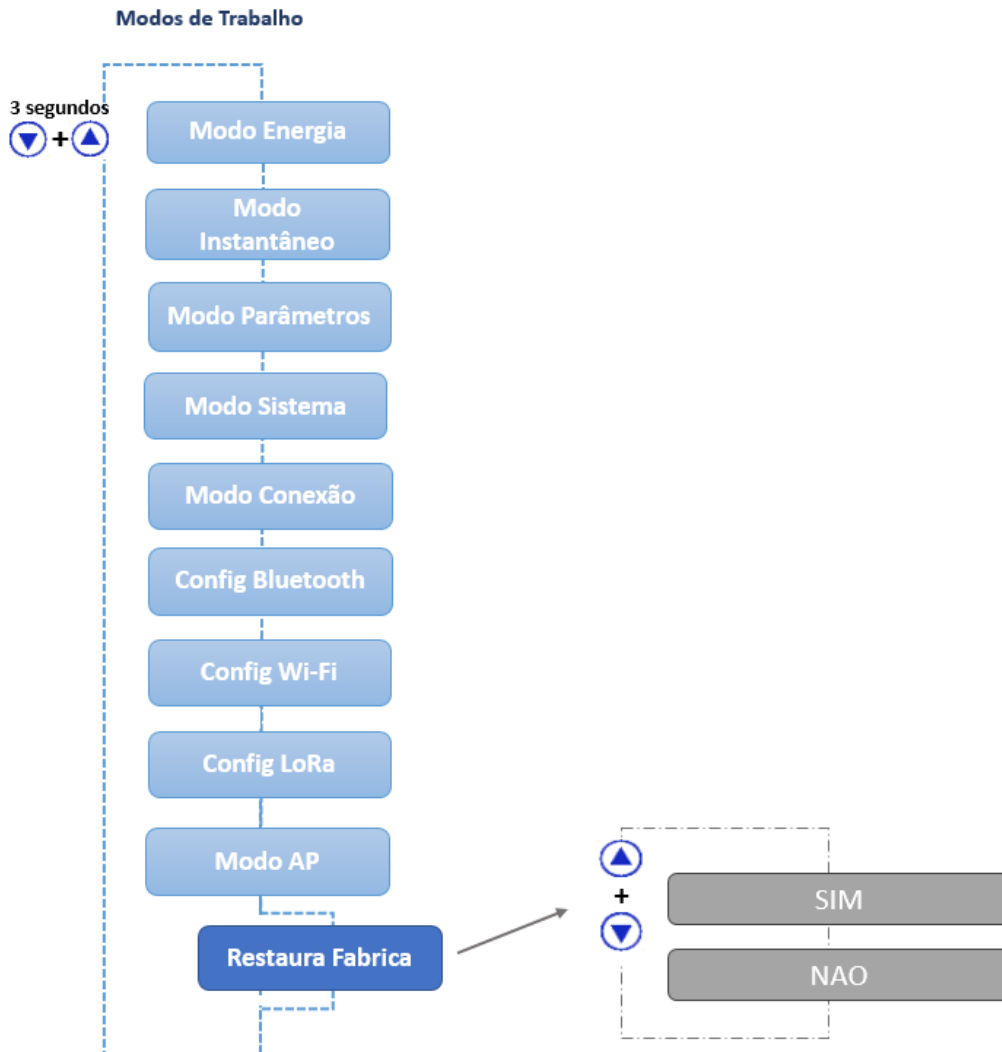 Modos de Trabalho
3 segundos
+
Modo Energia
Modo
Instantâneo
Modo Parâmetros
Modo Sistema
Modo Conexão
Config Bluetooth
Config Wi-Fi
Config LoRa
Modo AP
Restaura Fabrica
+
SIM
NAO